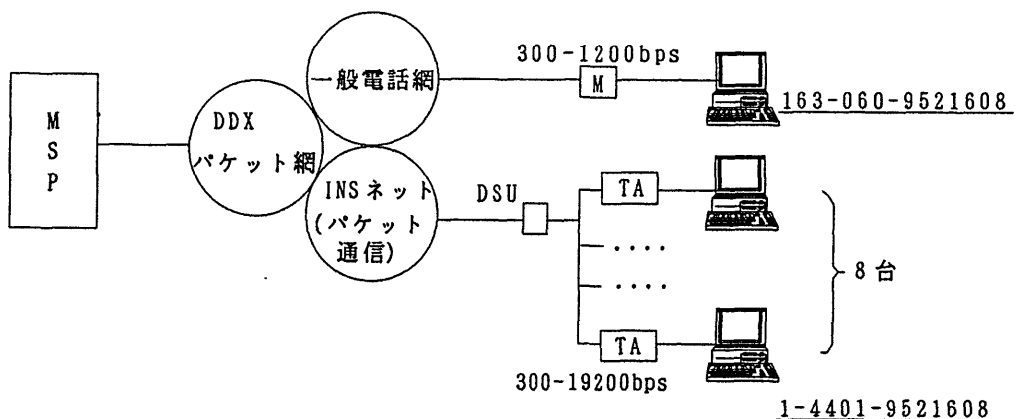 MSP
DDX
パケット網
一般電話網
INSネット
(パケット
通信)
300-1200bps
M
163-060-9521608
DSU
TA
‥‥
‥‥
TA
8台
300-19200bps
1-4401-9521608